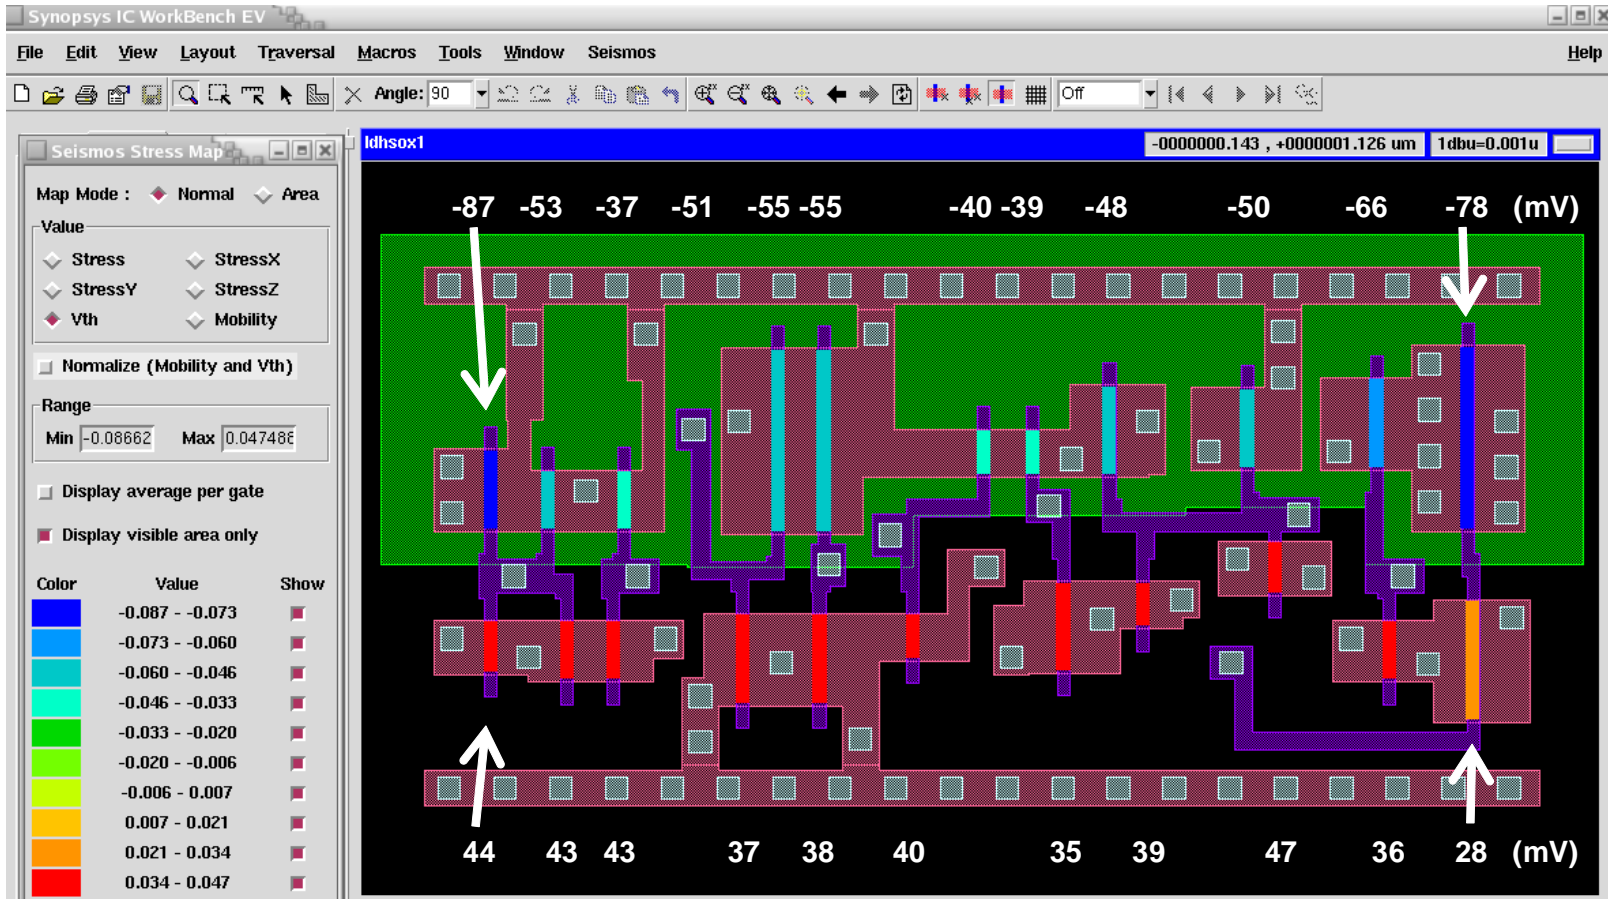 Synopsys IC WorkBench EV
File Edit View Layout Traversal Macros Tools Window Seismos Help
Angle: 90 Off
ldhsox1 -0000000.143 , +0000001.126 um 1dbu=0.001u
Seismos Stress Map
Map Mode : Normal Area
Value
Stress StressX
StressY StressZ
Vth Mobility
Normalize (Mobility and Vth)
Range
Min -0.08662 Max 0.047488
Display average per gate
Display visible area only
Color Value Show
-0.087 - -0.073
-0.073 - -0.060
-0.060 - -0.046
-0.046 - -0.033
-0.033 - -0.020
-0.020 - -0.006
-0.006 - 0.007
0.007 - 0.021
0.021 - 0.034
0.034 - 0.047
-87 -53 -37 -51 -55 -55 -40 -39 -48 -50 -66 -78 (mV)
44 43 43 37 38 40 35 39 47 36 28 (mV)